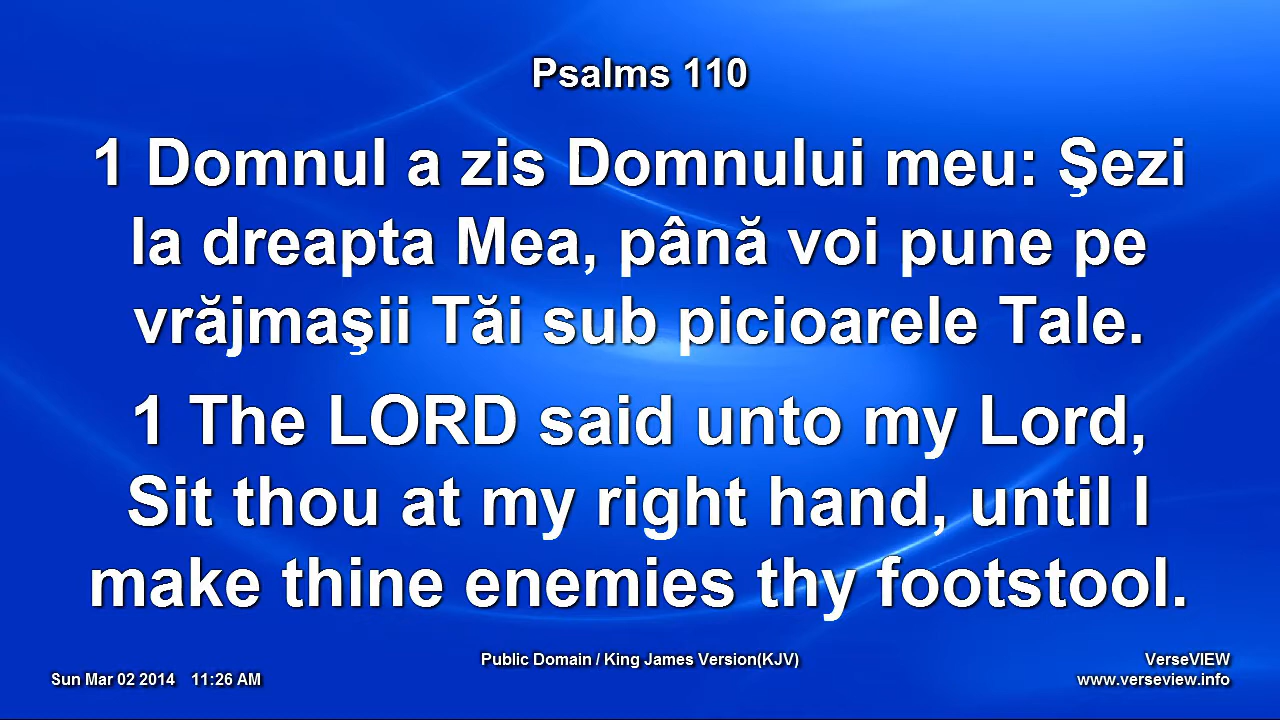 Psalms 110
1 Domnul a zis Domnului meu: Şezi
la dreapta Mea, până voi pune pe
vrăjmaşii Tăi sub picioarele Tale.
1 The LORD said unto my Lord,
Sit thou at my right hand, until I
make thine enemies thy footstool.
Public Domain / King James Version(KJV)
VerseVIEW
Sun Mar 02 2014 11:26 AM
www.verseview.info